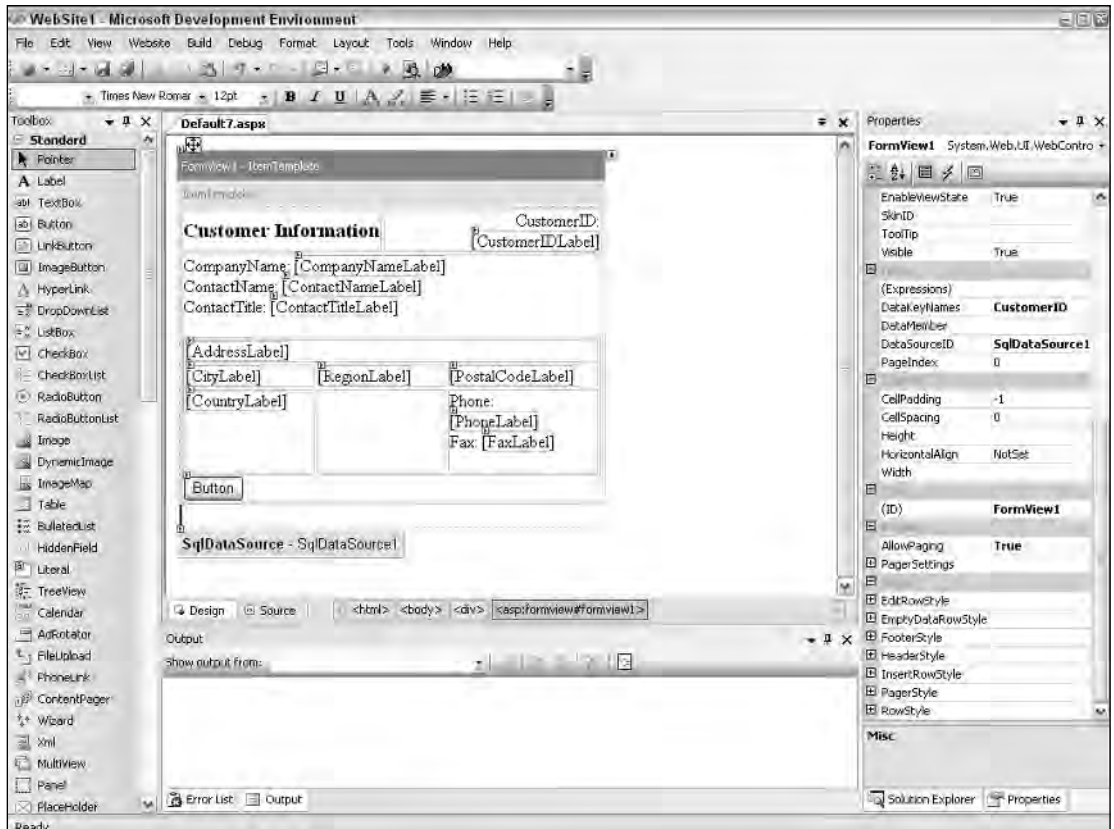 WebSite1 - Microsoft Development Environment
File Edit View Website Build Debug Format Layout Tools Window Help
Times New Roman 12pt B I U A
Toolbox
Standard
Pointer
A Label
abl TextBox
ab Button
LinkButton
ImageButton
A HyperLink
DropDownList
ListBox
CheckBox
CheckBoxList
RadioButton
RadioButtonList
Image
DynamicImage
ImageMap
Table
BulletedList
HiddenField
Literal
TreeView
Calendar
AdRotator
FileUpload
PhoneLink
ContentPager
Wizard
Xml
MultiView
Panel
PlaceHolder
Default7.aspx
FormView1 - ItemTemplate
ItemTemplate
Customer Information
CustomerID:
[CustomerIDLabel]
CompanyName: [CompanyNameLabel]
ContactName: [ContactNameLabel]
ContactTitle: [ContactTitleLabel]
[AddressLabel]
[CityLabel] [RegionLabel] [PostalCodeLabel]
[CountryLabel] Phone:
[PhoneLabel]
Fax: [FaxLabel]
Button
SqlDataSource - SqlDataSource1
Design Source <html> <body> <div> <asp:formview#formview1>
Output
Show output from:
Error List Output
Properties
FormView1 System.Web.UI.WebContro
EnableViewState True
SkinID
ToolTip
Visible True
(Expressions)
DataKeyNames CustomerID
DataMember
DataSourceID SqlDataSource1
PageIndex 0
CellPadding -1
CellSpacing 0
Height
HorizontalAlign NotSet
Width
(ID) FormView1
AllowPaging True
PagerSettings
EditRowStyle
EmptyDataRowStyle
FooterStyle
HeaderStyle
InsertRowStyle
PagerStyle
RowStyle
Misc
Solution Explorer Properties
Ready